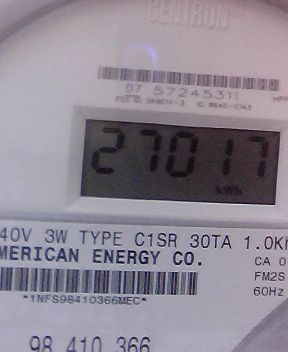 CENTRON
07 57245311
27017
kWh
40V 3W TYPE C1SR 30TA 1.0Kh
MERICAN ENERGY CO.
CA 0
FM2S
60Hz
*1NFS98410366MEC*
98 410 366